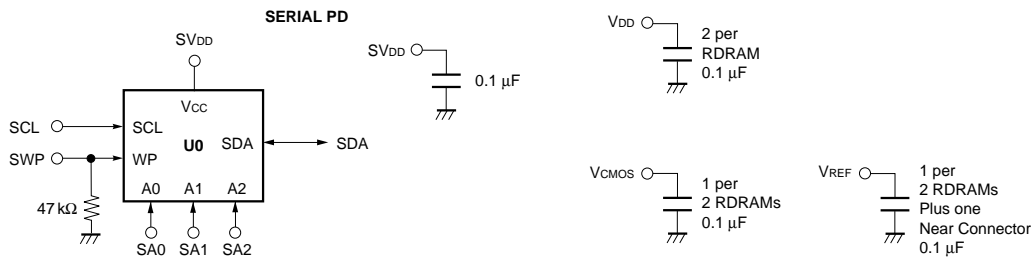 SERIAL PD
SVDD
VCC
SCL
SCL
U0
SDA
SDA
SWP
WP
A0 A1 A2
47 kΩ
SA0 SA1 SA2
SVDD
0.1 µF
VDD
2 per
RDRAM
0.1 µF
VCMOS
1 per
2 RDRAMs
0.1 µF
VREF
1 per
2 RDRAMs
Plus one
Near Connector
0.1 µF